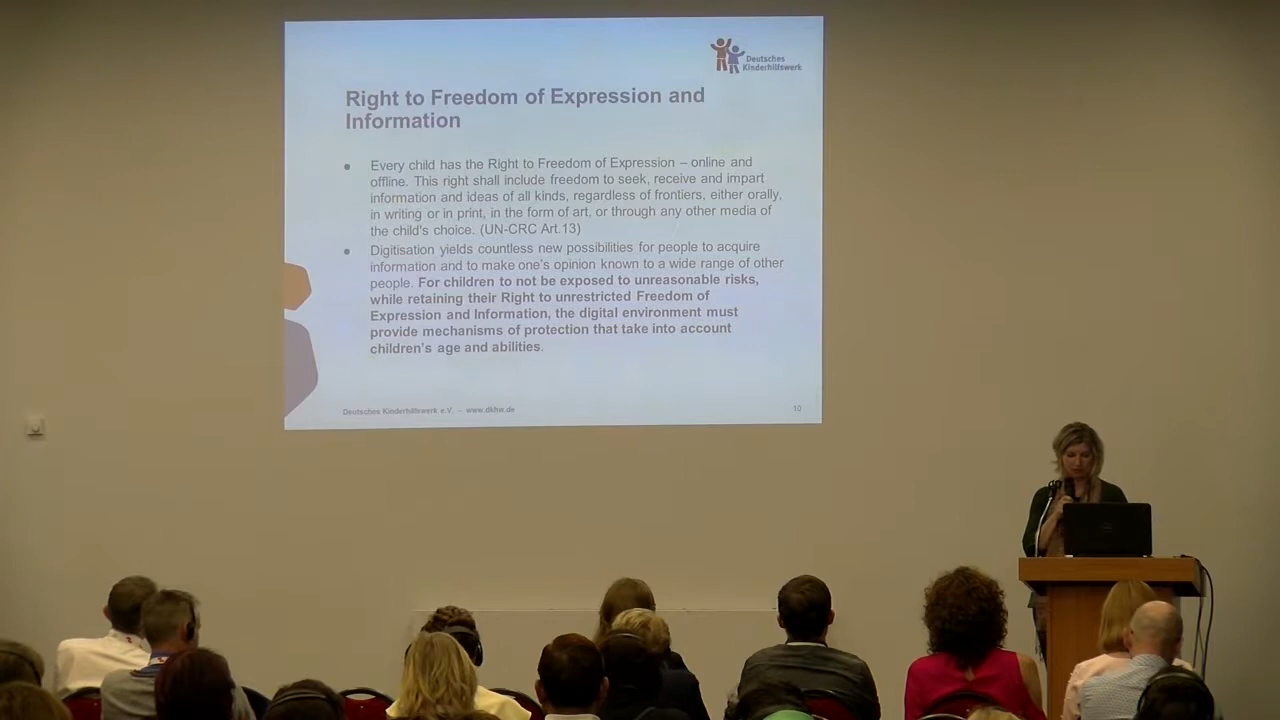 Deutsches
Kinderhilfswerk
Right to Freedom of Expression and
Information
• Every child has the Right to Freedom of Expression – online and
offline. This right shall include freedom to seek, receive and impart
information and ideas of all kinds, regardless of frontiers, either orally,
in writing or in print, in the form of art, or through any other media of
the child's choice. (UN-CRC Art.13)
• Digitisation yields countless new possibilities for people to acquire
information and to make one's opinion known to a wide range of other
people. For children to not be exposed to unreasonable risks,
while retaining their Right to unrestricted Freedom of
Expression and Information, the digital environment must
provide mechanisms of protection that take into account
children's age and abilities.
Deutsches Kinderhilfswerk e.V. – www.dkhw.de
10